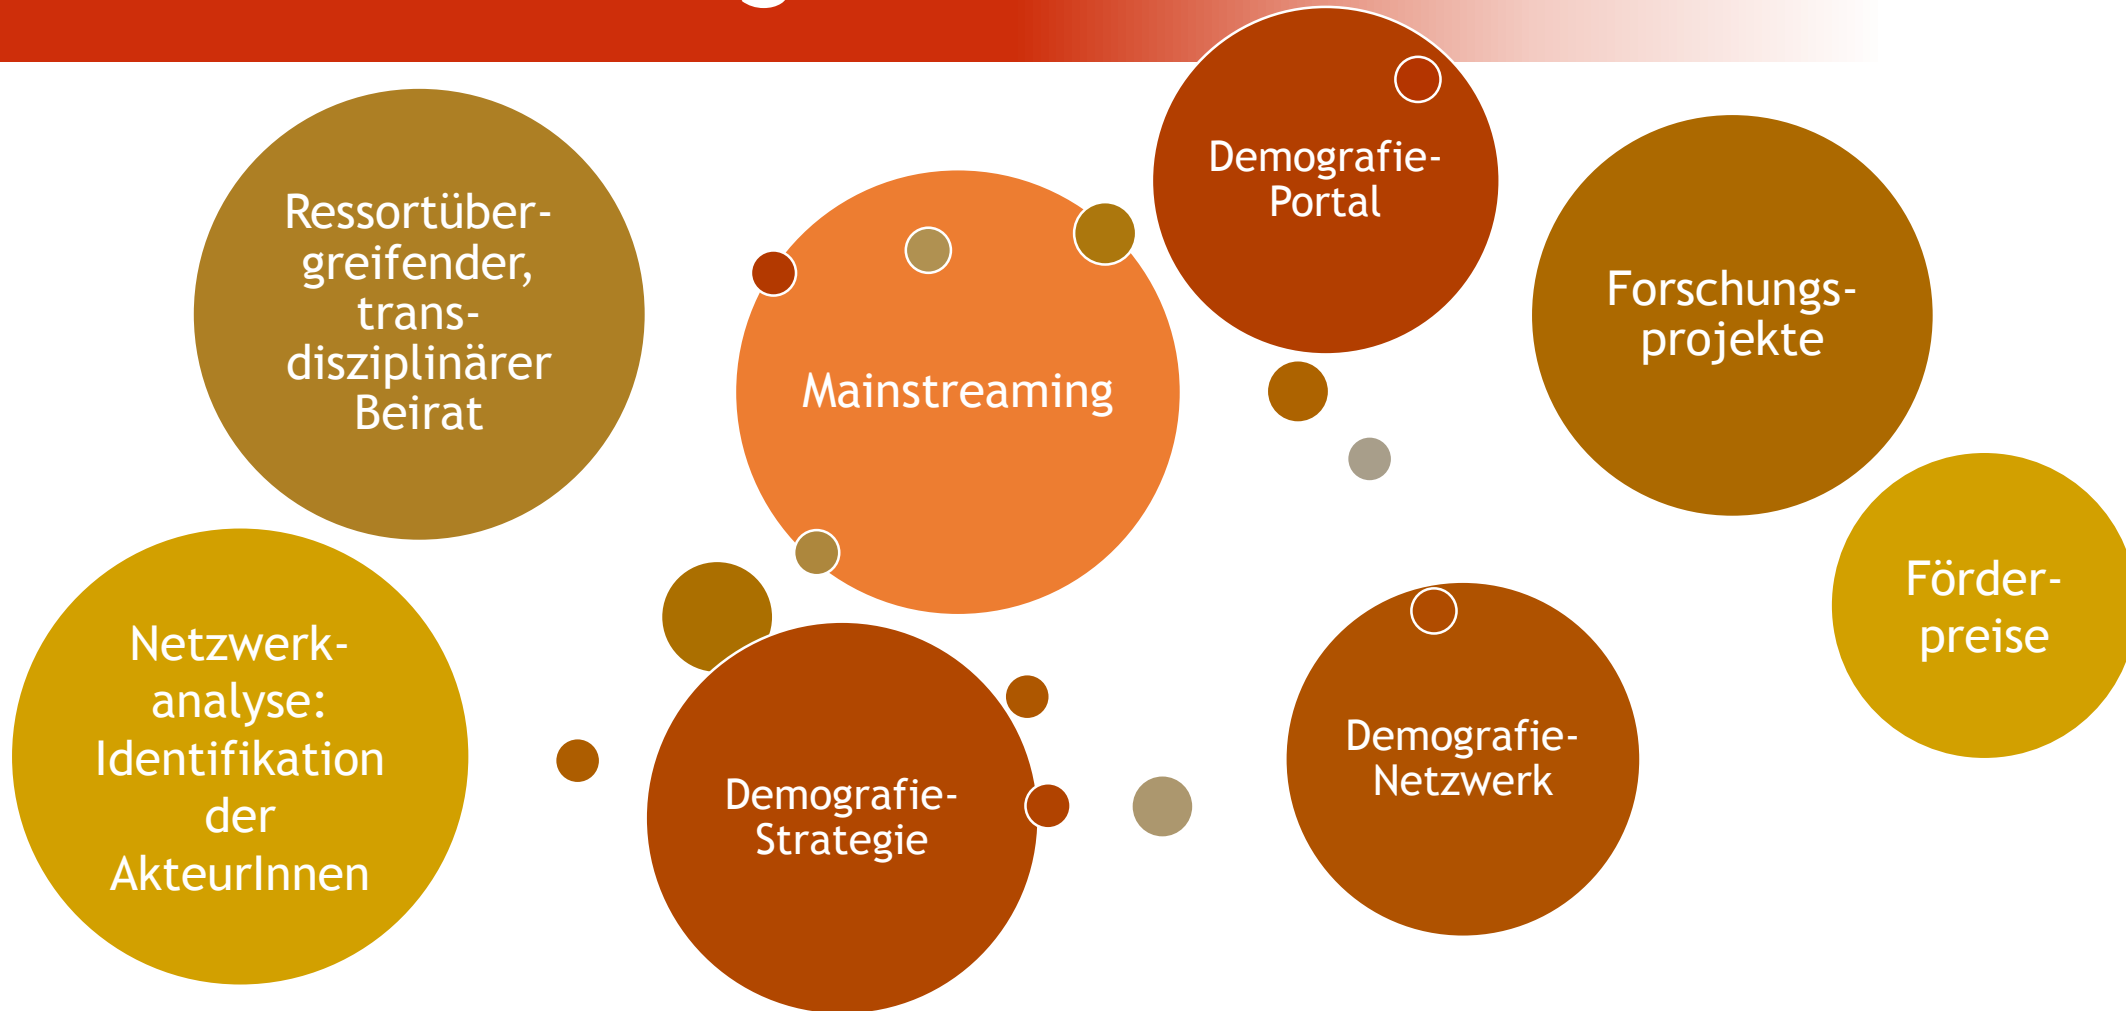 Ressortüber-
greifender,
trans-
disziplinärer
Beirat
Mainstreaming
Demografie-
Portal
Forschungs-
projekte
Förder-
preise
Netzwerk-
analyse:
Identifikation
der
AkteurInnen
Demografie-
Strategie
Demografie-
Netzwerk